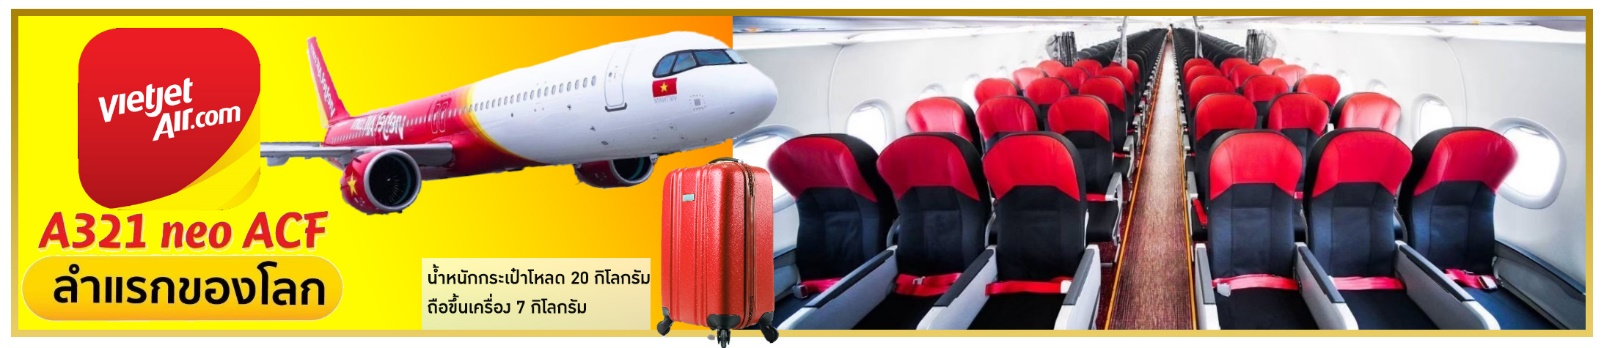 vietjet
Air.com
A321 neo ACF
ลำแรกของโลก
น้ำหนักกระเป๋าโหลด 20 กิโลกรัม
ถือขึ้นเครื่อง 7 กิโลกรัม